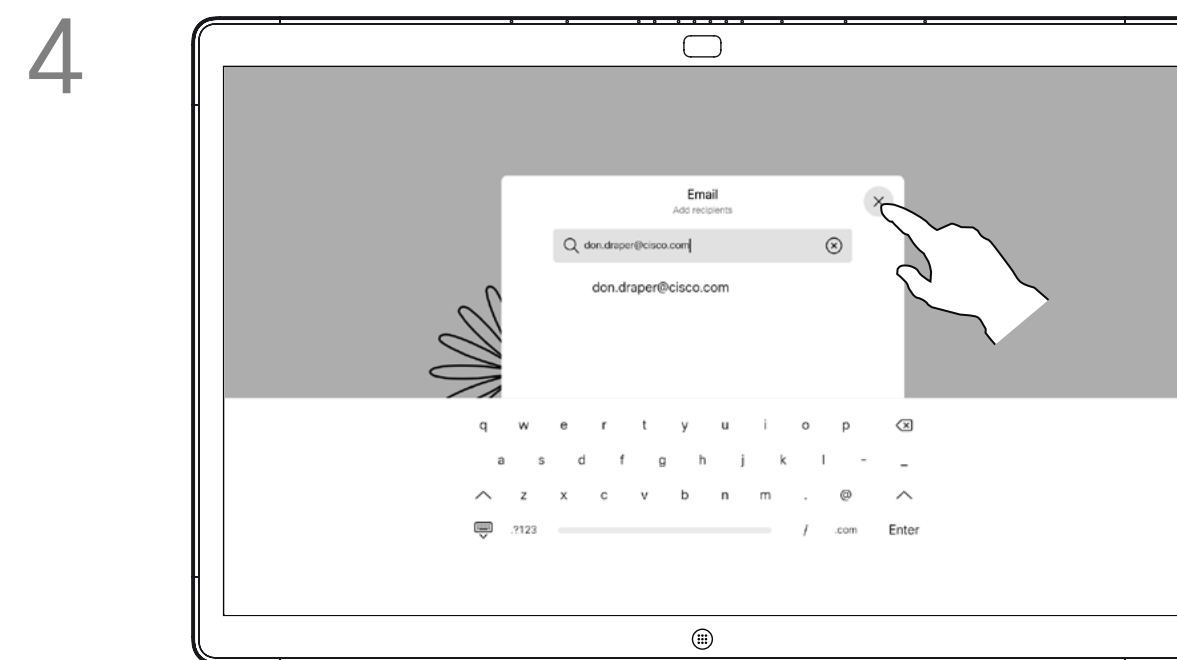 4
Email
Add recipients
don.draper@cisco.com
don.draper@cisco.com
q w e r t y u i o p
a s d f g h j k l - _
z x c v b n m . @
.?123 / .com Enter